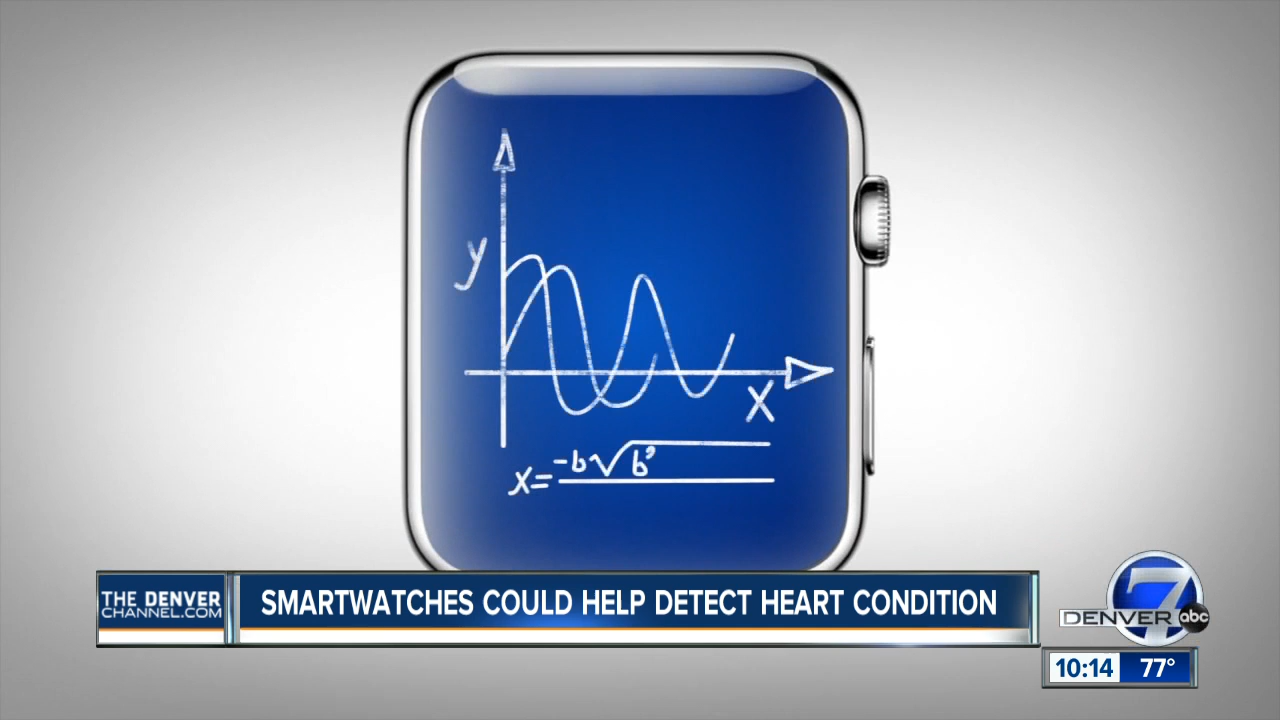 y
X
x= -b√b²
THE DENVER
CHANNEL.COM
SMARTWATCHES COULD HELP DETECT HEART CONDITION
7
DENVER abc
10:14 77°